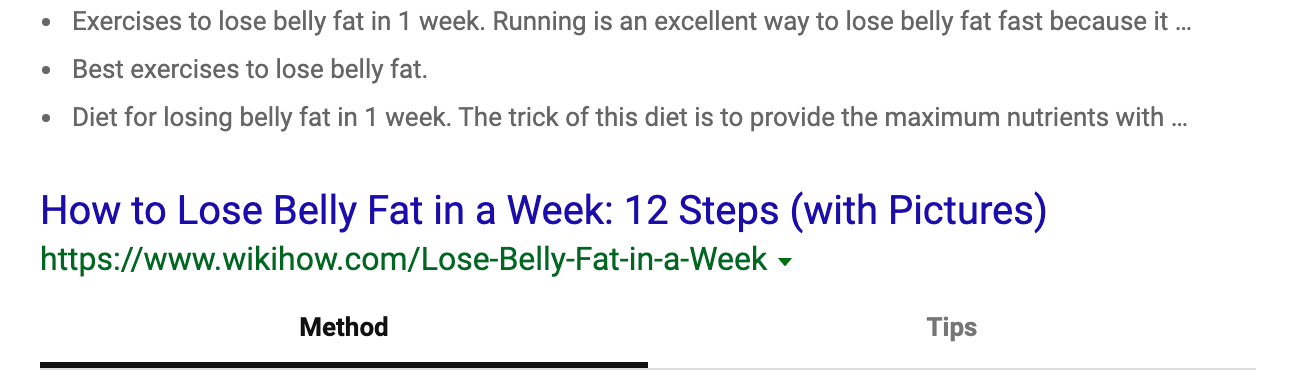 • Exercises to lose belly fat in 1 week. Running is an excellent way to lose belly fat fast because it ...
• Best exercises to lose belly fat.
• Diet for losing belly fat in 1 week. The trick of this diet is to provide the maximum nutrients with ...
How to Lose Belly Fat in a Week: 12 Steps (with Pictures)
https://www.wikihow.com/Lose-Belly-Fat-in-a-Week
Method Tips